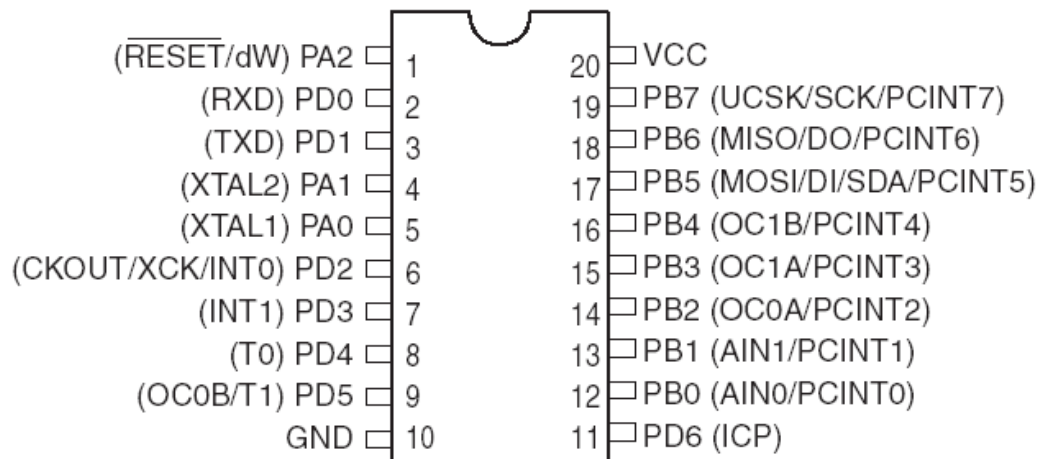 (RESET/dW) PA2 1 20 VCC
(RXD) PD0 2 19 PB7 (UCSK/SCK/PCINT7)
(TXD) PD1 3 18 PB6 (MISO/DO/PCINT6)
(XTAL2) PA1 4 17 PB5 (MOSI/DI/SDA/PCINT5)
(XTAL1) PA0 5 16 PB4 (OC1B/PCINT4)
(CKOUT/XCK/INT0) PD2 6 15 PB3 (OC1A/PCINT3)
(INT1) PD3 7 14 PB2 (OC0A/PCINT2)
(T0) PD4 8 13 PB1 (AIN1/PCINT1)
(OC0B/T1) PD5 9 12 PB0 (AIN0/PCINT0)
GND 10 11 PD6 (ICP)